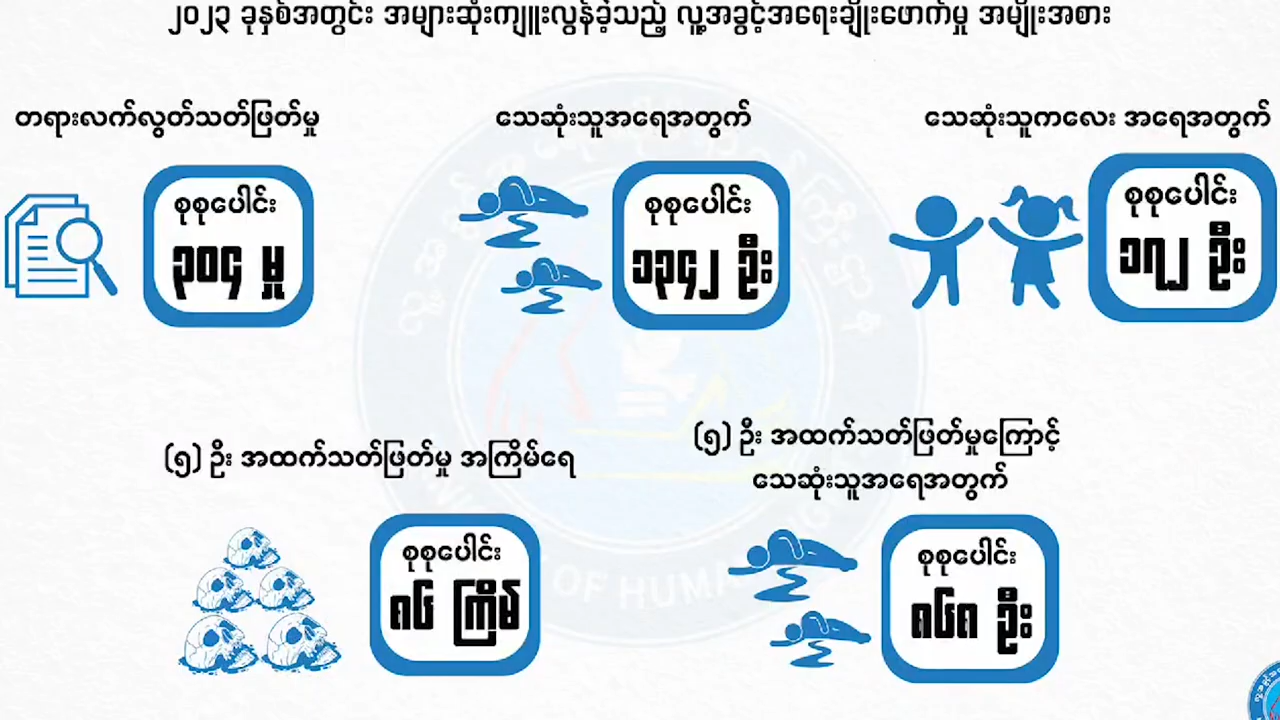 ၂၀၂၃ ခုနှစ်အတွင်း အများဆုံးကျူးလွန်ခဲ့သည့် လူ့အခွင့်အရေးချိုးဖောက်မှု အမျိုးအစား
တရားလက်လွတ်သတ်ဖြတ်မှု
စုစုပေါင်း
၃၀၄ မှု
သေဆုံးသူအရေအတွက်
စုစုပေါင်း
၁၃၄၂ ဦး
သေဆုံးသူကလေး အရေအတွက်
စုစုပေါင်း
၁၇၂ ဦး
(၅) ဦး အထက်သတ်ဖြတ်မှု အကြိမ်ရေ
စုစုပေါင်း
၈၆ ကြိမ်
(၅) ဦး အထက်သတ်ဖြတ်မှုကြောင့်
သေဆုံးသူအရေအတွက်
စုစုပေါင်း
၈၆၈ ဦး
OF HUMA